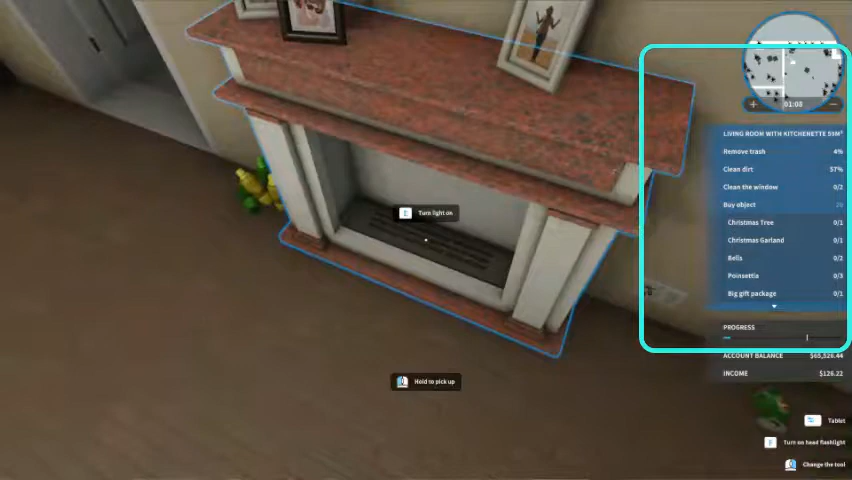 01:08
LIVING ROOM WITH KITCHENETTE 59M²
Remove trash 4%
Clean dirt 57%
Clean the window 0/2
Buy object
Christmas Tree 0/1
Christmas Garland 0/1
Bells 0/2
Poinsettia 0/3
Big gift package 0/1
PROGRESS
ACCOUNT BALANCE $65,526.44
INCOME $126.22
E Turn light on
Hold to pick up
Tablet
F Turn on head flashlight
Change the tool